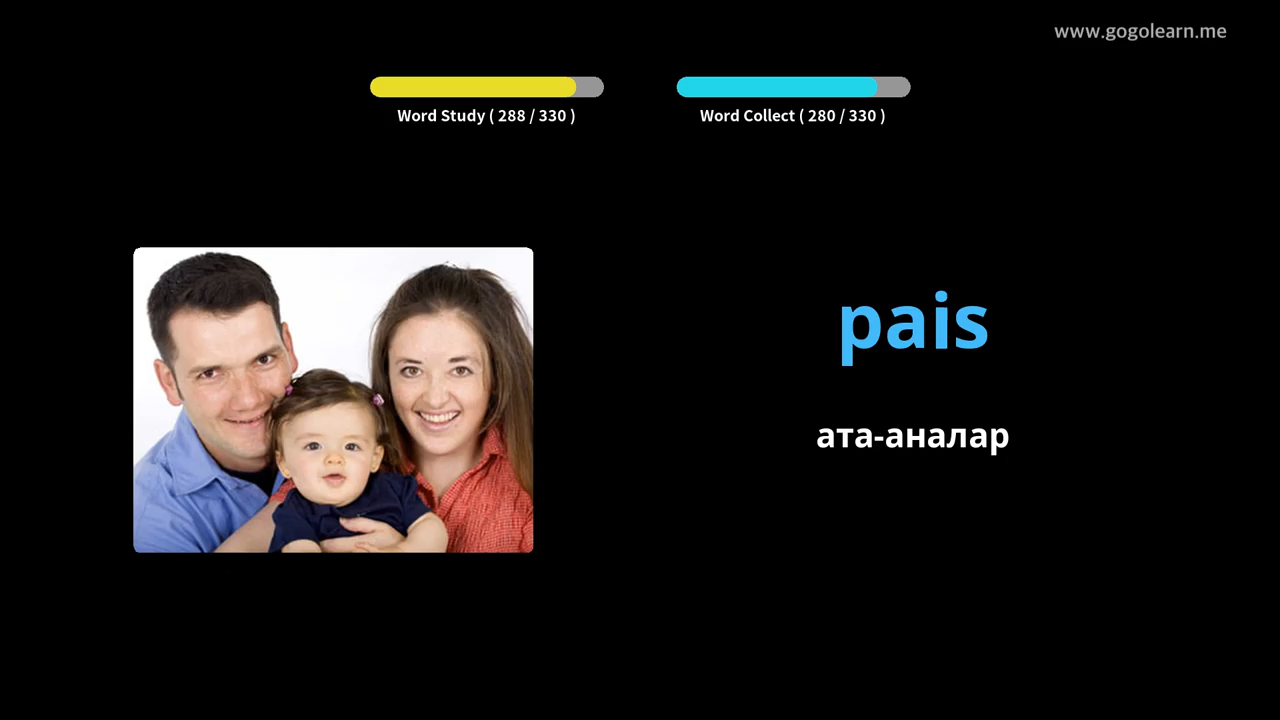 www.gogolearn.me
Word Study ( 288 / 330 )
Word Collect ( 280 / 330 )
pais
ата-аналар